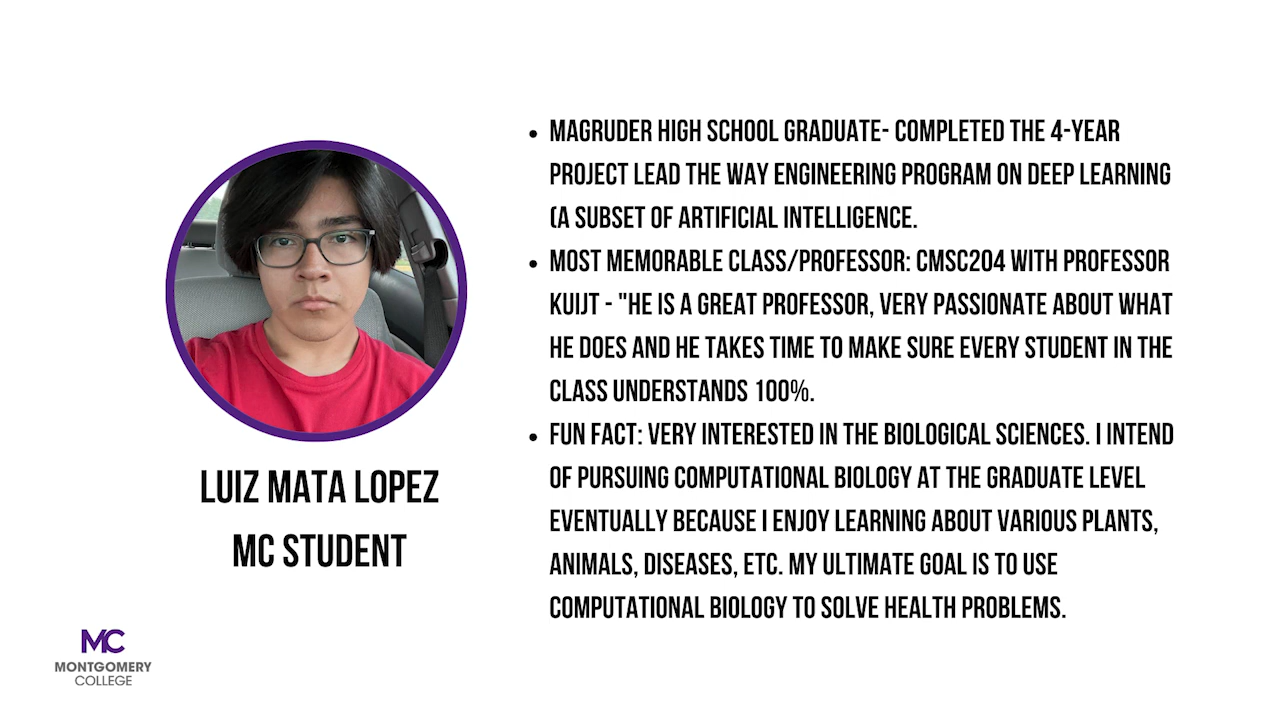 MAGRUDER HIGH SCHOOL GRADUATE- COMPLETED THE 4-YEAR
PROJECT LEAD THE WAY ENGINEERING PROGRAM ON DEEP LEARNING
(A SUBSET OF ARTIFICIAL INTELLIGENCE.
MOST MEMORABLE CLASS/PROFESSOR: CMSC204 WITH PROFESSOR
KUIJT - "HE IS A GREAT PROFESSOR, VERY PASSIONATE ABOUT WHAT
HE DOES AND HE TAKES TIME TO MAKE SURE EVERY STUDENT IN THE
CLASS UNDERSTANDS 100%.
FUN FACT: VERY INTERESTED IN THE BIOLOGICAL SCIENCES. I INTEND
OF PURSUING COMPUTATIONAL BIOLOGY AT THE GRADUATE LEVEL
EVENTUALLY BECAUSE I ENJOY LEARNING ABOUT VARIOUS PLANTS,
ANIMALS, DISEASES, ETC. MY ULTIMATE GOAL IS TO USE
COMPUTATIONAL BIOLOGY TO SOLVE HEALTH PROBLEMS.
LUIZ MATA LOPEZ
MC STUDENT
MC
MONTGOMERY
COLLEGE